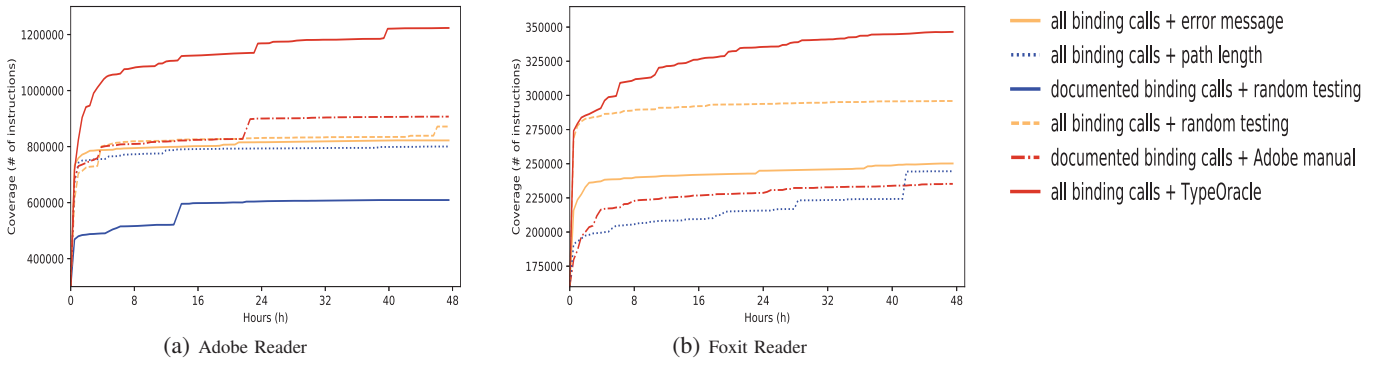 Coverage (# of instructions)
1200000
1000000
800000
600000
400000
0 8 16 24 32 40 48
Hours (h)
(a) Adobe Reader
Coverage (# of instructions)
350000
325000
300000
275000
250000
225000
200000
175000
0 8 16 24 32 40 48
Hours (h)
(b) Foxit Reader
all binding calls + error message
all binding calls + path length
documented binding calls + random testing
all binding calls + random testing
documented binding calls + Adobe manual
all binding calls + TypeOracle